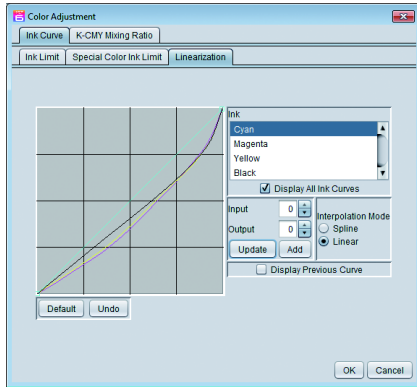 Color Adjustment
Ink Curve K-CMY Mixing Ratio
Ink Limit Special Color Ink Limit Linearization
Ink
Cyan
Magenta
Yellow
Black
Display All Ink Curves
Input 0
Output 0
Update Add
Interpolation Mode
Spline
Linear
Display Previous Curve
Default Undo
OK Cancel